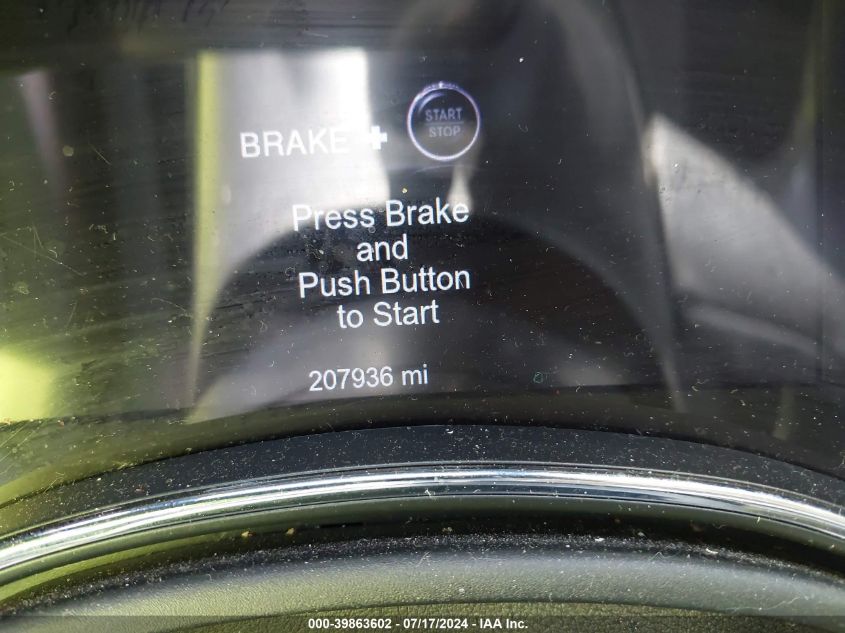 BRAKE + START
STOP
Press Brake
and
Push Button
to Start
207936 mi
000-39863602 - 07/17/2024 - IAA Inc.